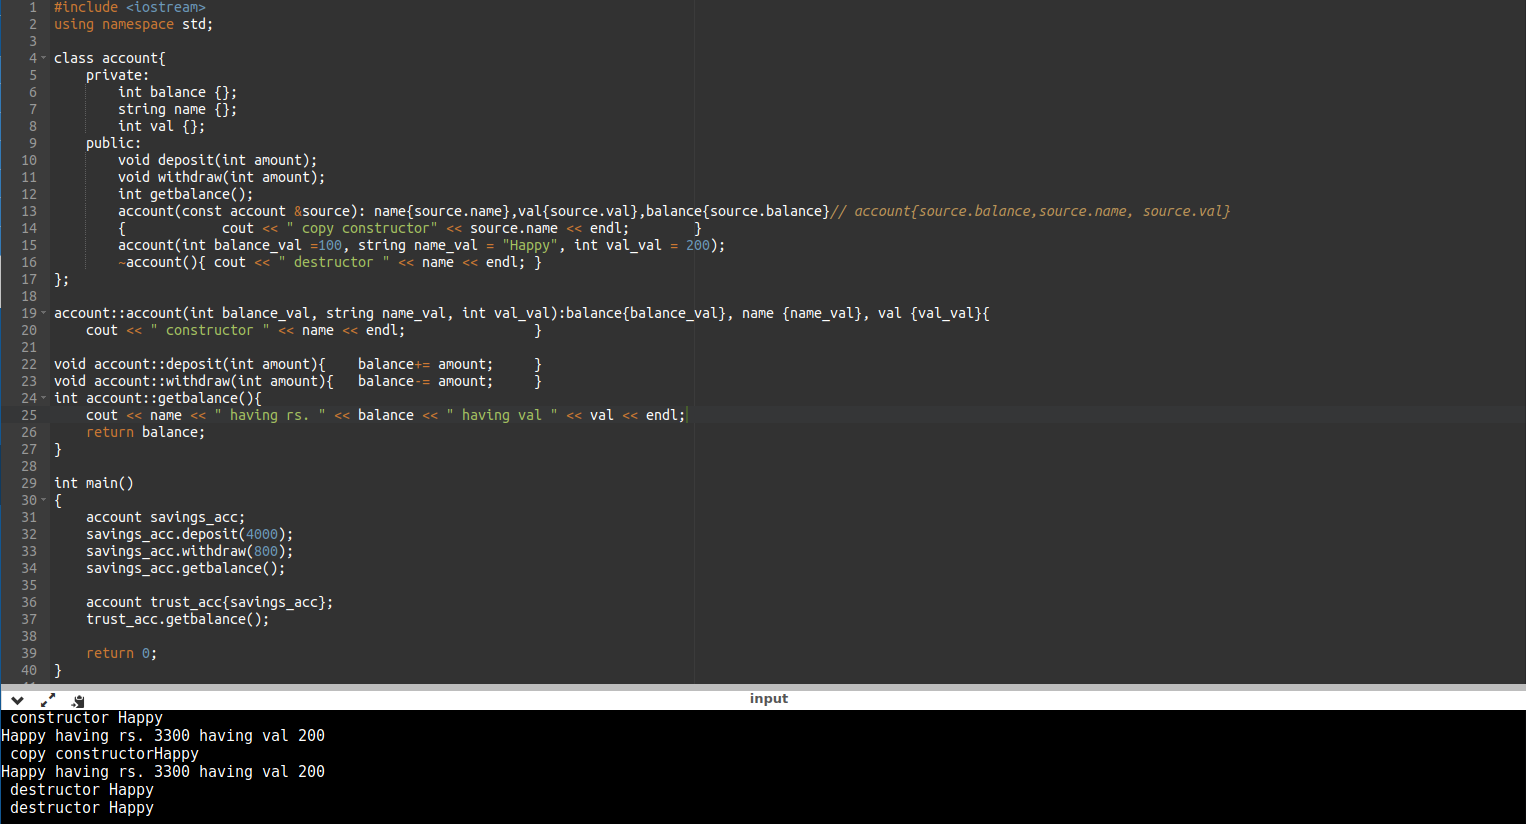 1 #include <iostream>
2 using namespace std;
3
4 class account{
5     private:
6         int balance {};
7         string name {};
8         int val {};
9     public:
10         void deposit(int amount);
11         void withdraw(int amount);
12         int getbalance();
13         account(const account &source): name{source.name},val{source.val},balance{source.balance}// account{source.balance,source.name, source.val}
14         {            cout << " copy constructor" << source.name << endl;        }
15         account(int balance_val =100, string name_val = "Happy", int val_val = 200);
16         ~account(){ cout << " destructor " << name << endl; }
17 };
18
19 account::account(int balance_val, string name_val, int val_val):balance{balance_val}, name {name_val}, val {val_val}{
20     cout << " constructor " << name << endl;                }
21
22 void account::deposit(int amount){    balance+= amount;     }
23 void account::withdraw(int amount){   balance-= amount;     }
24 int account::getbalance(){
25     cout << name << " having rs. " << balance << " having val " << val << endl;
26     return balance;
27 }
28
29 int main()
30 {
31     account savings_acc;
32     savings_acc.deposit(4000);
33     savings_acc.withdraw(800);
34     savings_acc.getbalance();
35
36     account trust_acc{savings_acc};
37     trust_acc.getbalance();
38
39     return 0;
40 }
input
 constructor Happy
Happy having rs. 3300 having val 200
 copy constructorHappy
Happy having rs. 3300 having val 200
 destructor Happy
 destructor Happy